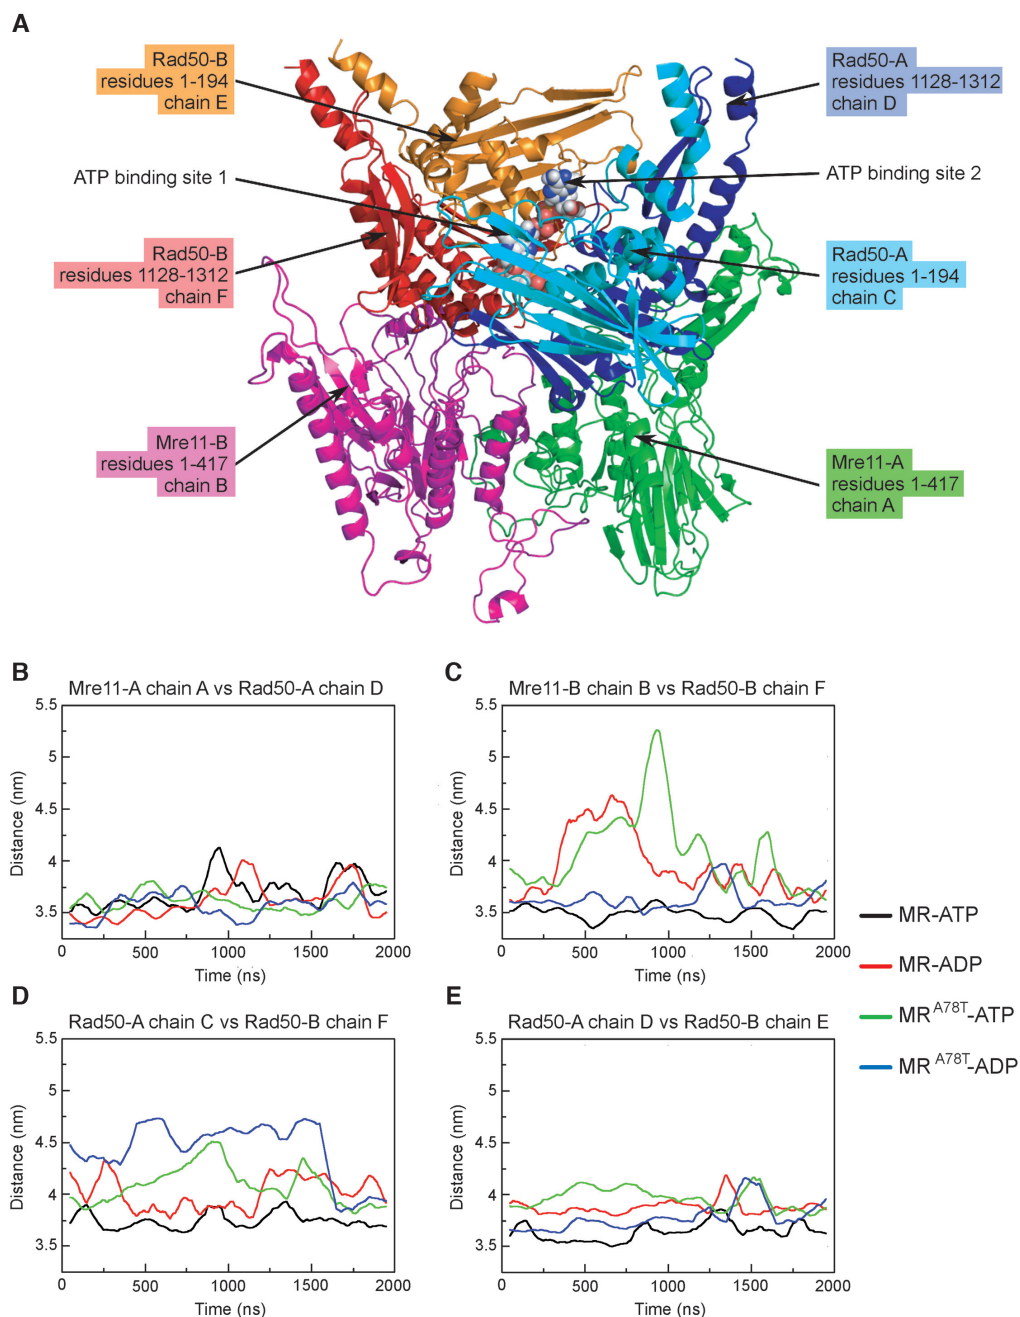 A
Rad50-B
residues 1-194
chain E
Rad50-A
residues 1128-1312
chain D
ATP binding site 1
ATP binding site 2
Rad50-B
residues 1128-1312
chain F
Rad50-A
residues 1-194
chain C
Mre11-B
residues 1-417
chain B
Mre11-A
residues 1-417
chain A
B
Mre11-A chain A vs Rad50-A chain D
5.5
5
4.5
4
3.5
Distance (nm)
0 500 1000 1500 2000
Time (ns)
C
Mre11-B chain B vs Rad50-B chain F
5.5
5
4.5
4
3.5
Distance (nm)
0 500 1000 1500 2000
Time (ns)
D
Rad50-A chain C vs Rad50-B chain F
5.5
5
4.5
4
3.5
Distance (nm)
0 500 1000 1500 2000
Time (ns)
E
Rad50-A chain D vs Rad50-B chain E
5.5
5
4.5
4
3.5
Distance (nm)
0 500 1000 1500 2000
Time (ns)
MR-ATP
MR-ADP
MR A78T-ATP
MR A78T-ADP